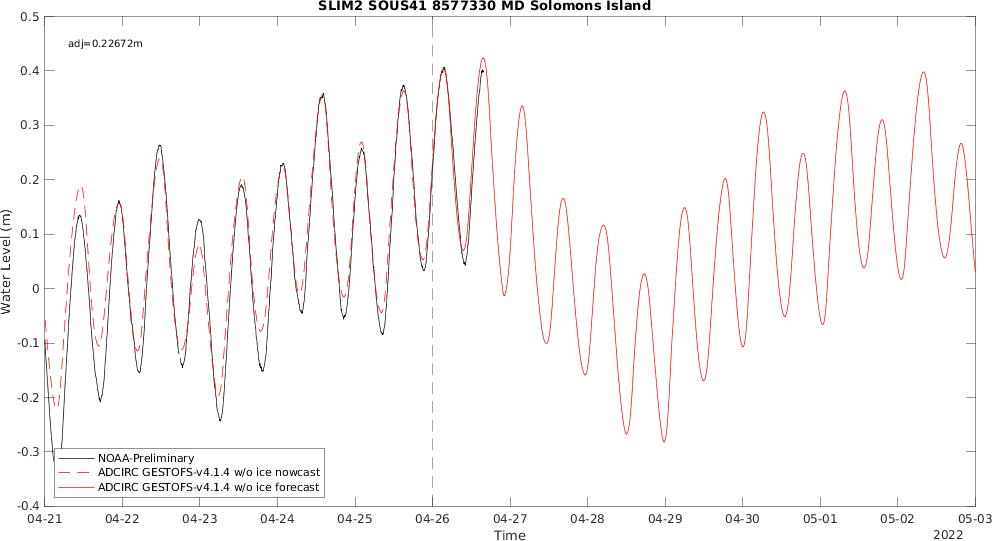 SLIM2 SOUS41 8577330 MD Solomons Island
adj=0.22672m
0.5
0.4
0.3
0.2
0.1
0
-0.1
-0.2
-0.3
-0.4
Water Level (m)
NOAA-Preliminary
ADCIRC GESTOFS-v4.1.4 w/o ice nowcast
ADCIRC GESTOFS-v4.1.4 w/o ice forecast
04-21 04-22 04-23 04-24 04-25 04-26 04-27 04-28 04-29 04-30 05-01 05-02 05-03
Time
2022